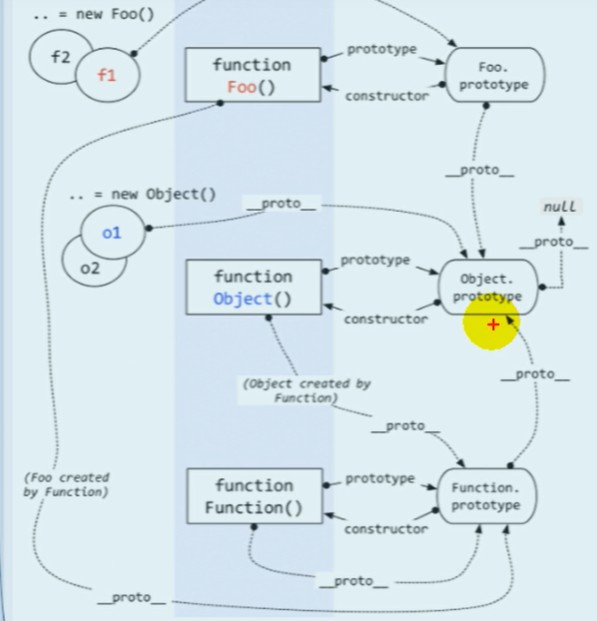 .. = new Foo()
f2
f1
function
Foo()
prototype
constructor
Foo.
prototype
__proto__
.. = new Object()
__proto__
null
__proto__
o1
o2
function
Object()
prototype
constructor
Object.
prototype
(Object created by
Function)
__proto__
__proto__
(Foo created
by Function)
function
Function()
prototype
constructor
Function.
prototype
__proto__
__proto__